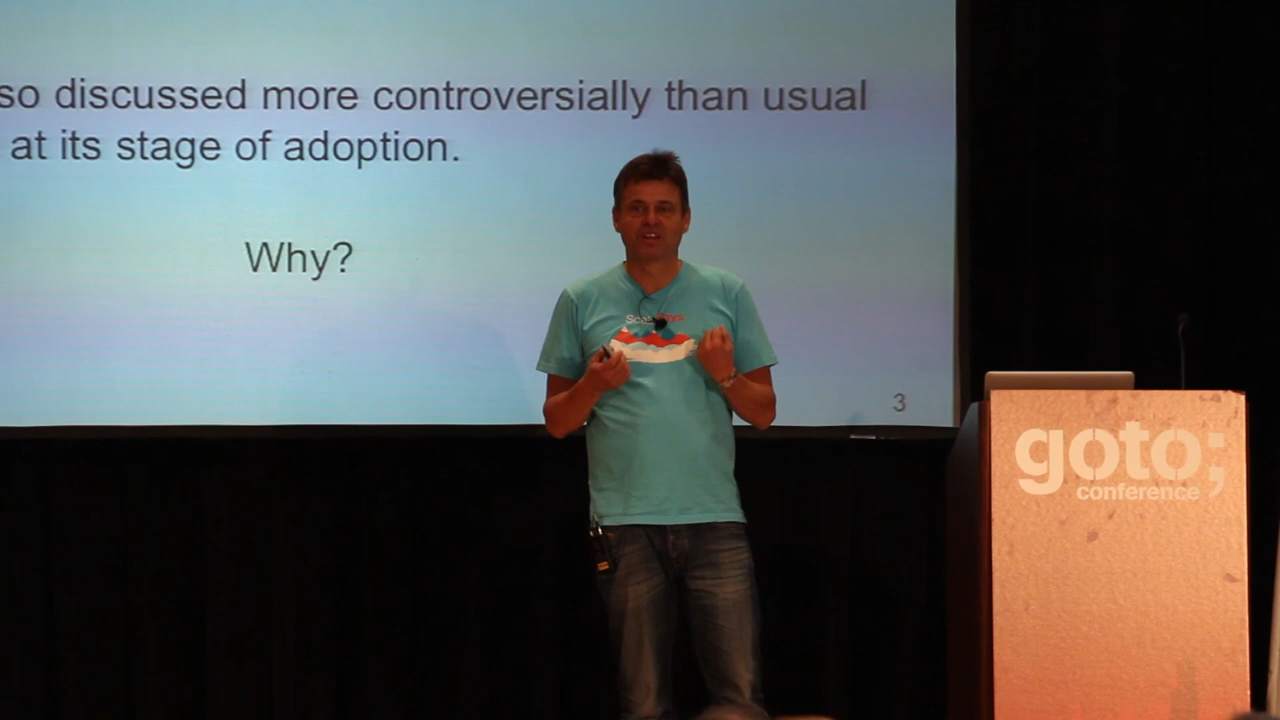 so discussed more controversially than usual
at its stage of adoption.
Why?
3
goto;
conference